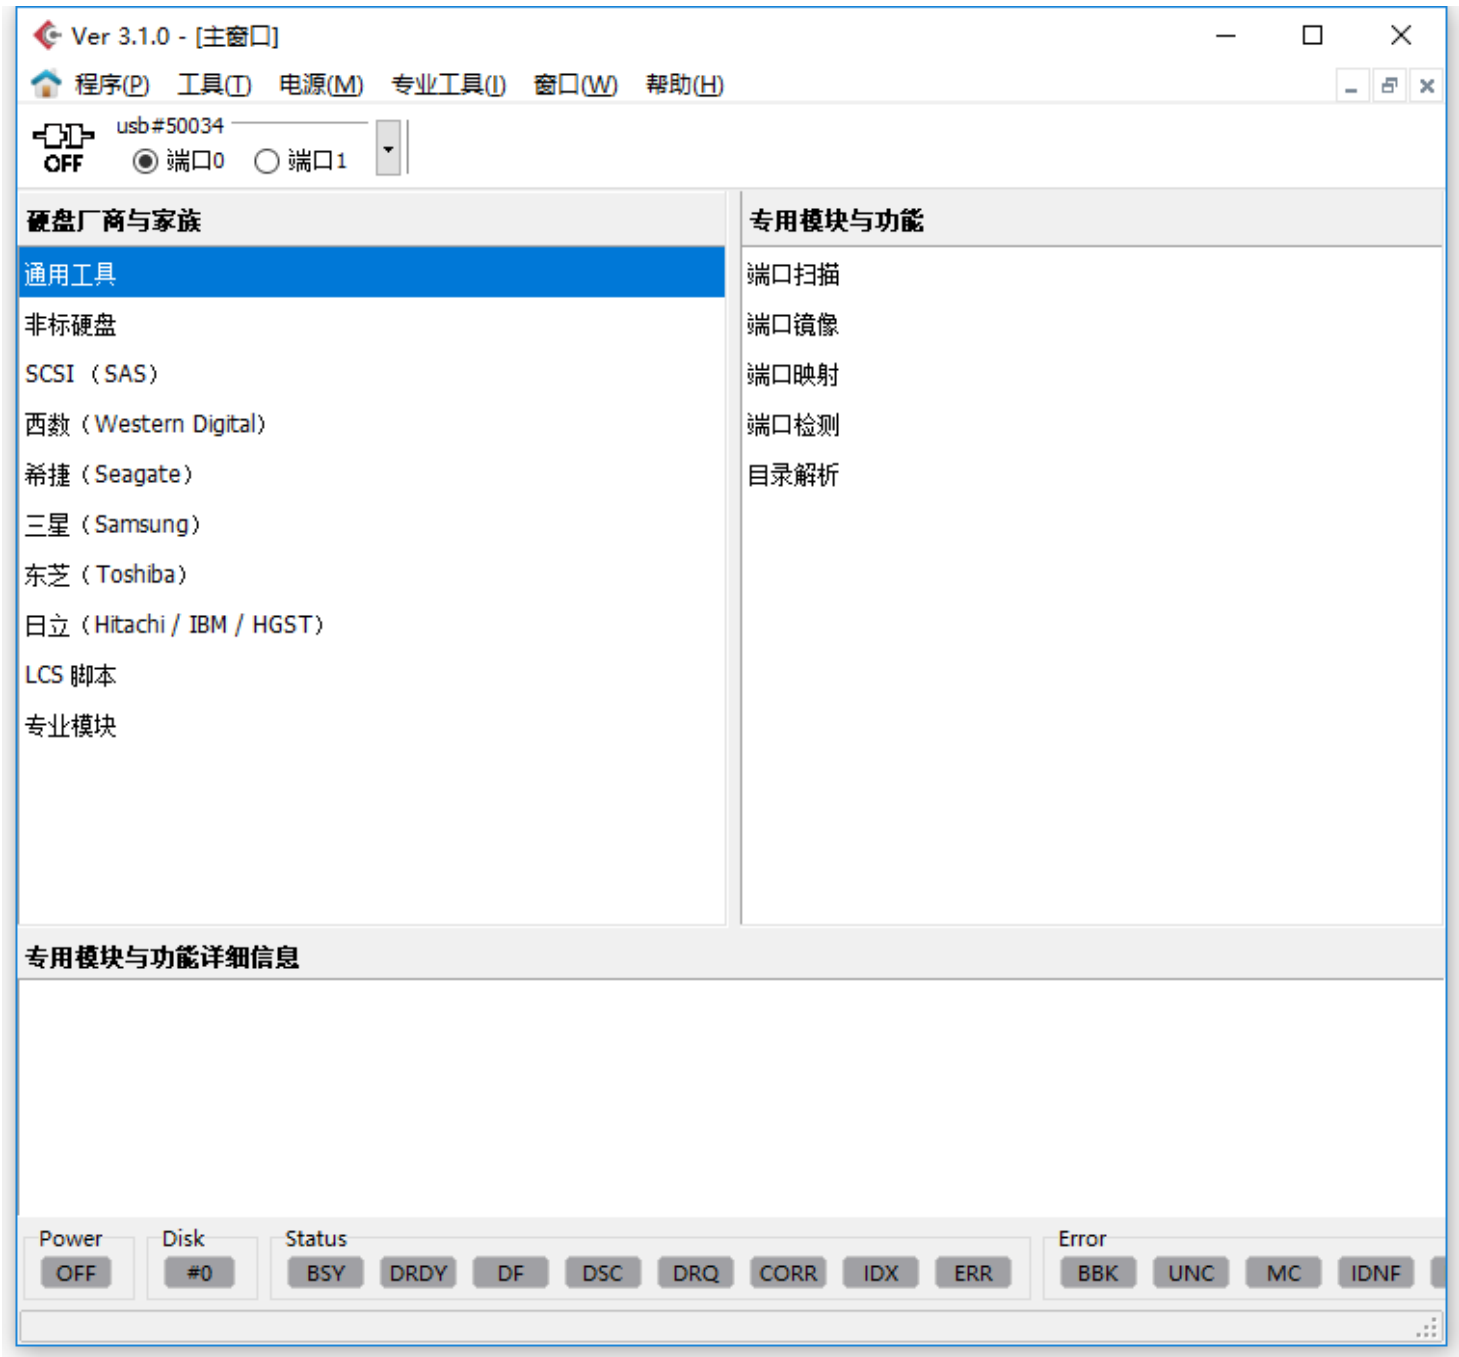 Ver 3.1.0 - [主窗口]
程序(P) 工具(T) 电源(M) 专业工具(I) 窗口(W) 帮助(H)
usb#50034
OFF 端口0 端口1
硬盘厂商与家族
通用工具
非标硬盘
SCSI （SAS）
西数（Western Digital）
希捷（Seagate）
三星（Samsung）
东芝（Toshiba）
日立（Hitachi / IBM / HGST）
LCS 脚本
专业模块
专用模块与功能
端口扫描
端口镜像
端口映射
端口检测
目录解析
专用模块与功能详细信息
Power Disk Status Error
OFF #0 BSY DRDY DF DSC DRQ CORR IDX ERR BBK UNC MC IDNF